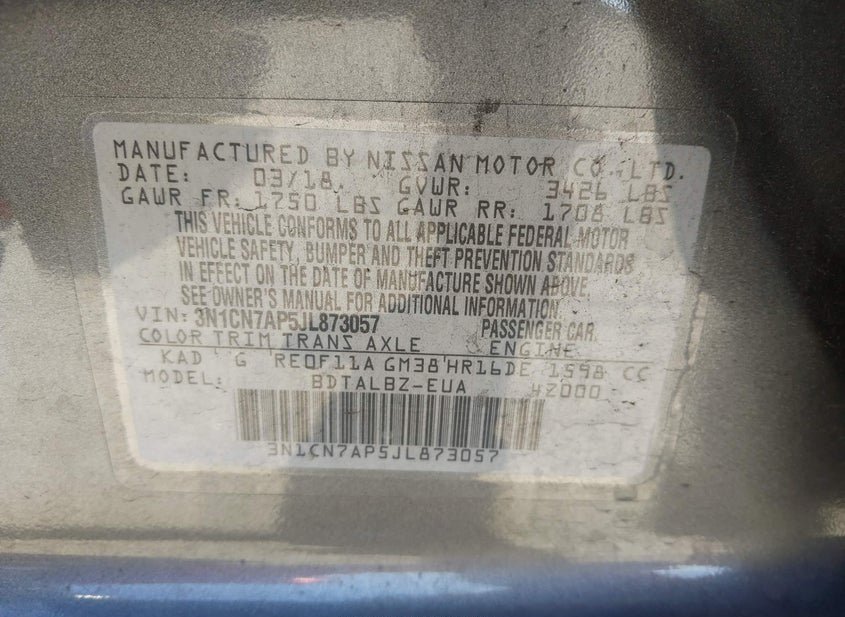 MANUFACTURED BY NISSAN MOTOR CO.,LTD.
DATE: 03/18 GVWR: 3426 LBS
GAWR FR: 1750 LBS GAWR RR: 1708 LBS
THIS VEHICLE CONFORMS TO ALL APPLICABLE FEDERAL MOTOR
VEHICLE SAFETY, BUMPER AND THEFT PREVENTION STANDARDS
IN EFFECT ON THE DATE OF MANUFACTURE SHOWN ABOVE.
SEE OWNER'S MANUAL FOR ADDITIONAL INFORMATION.
VIN: 3N1CN7AP5JL873057 PASSENGER CAR.
COLOR TRIM TRANS AXLE ENGINE
KAD G RE0F11A GM38 HR16DE 1598 CC
MODEL: BDTALBZ-EUA 42000
3N1CN7AP5JL873057